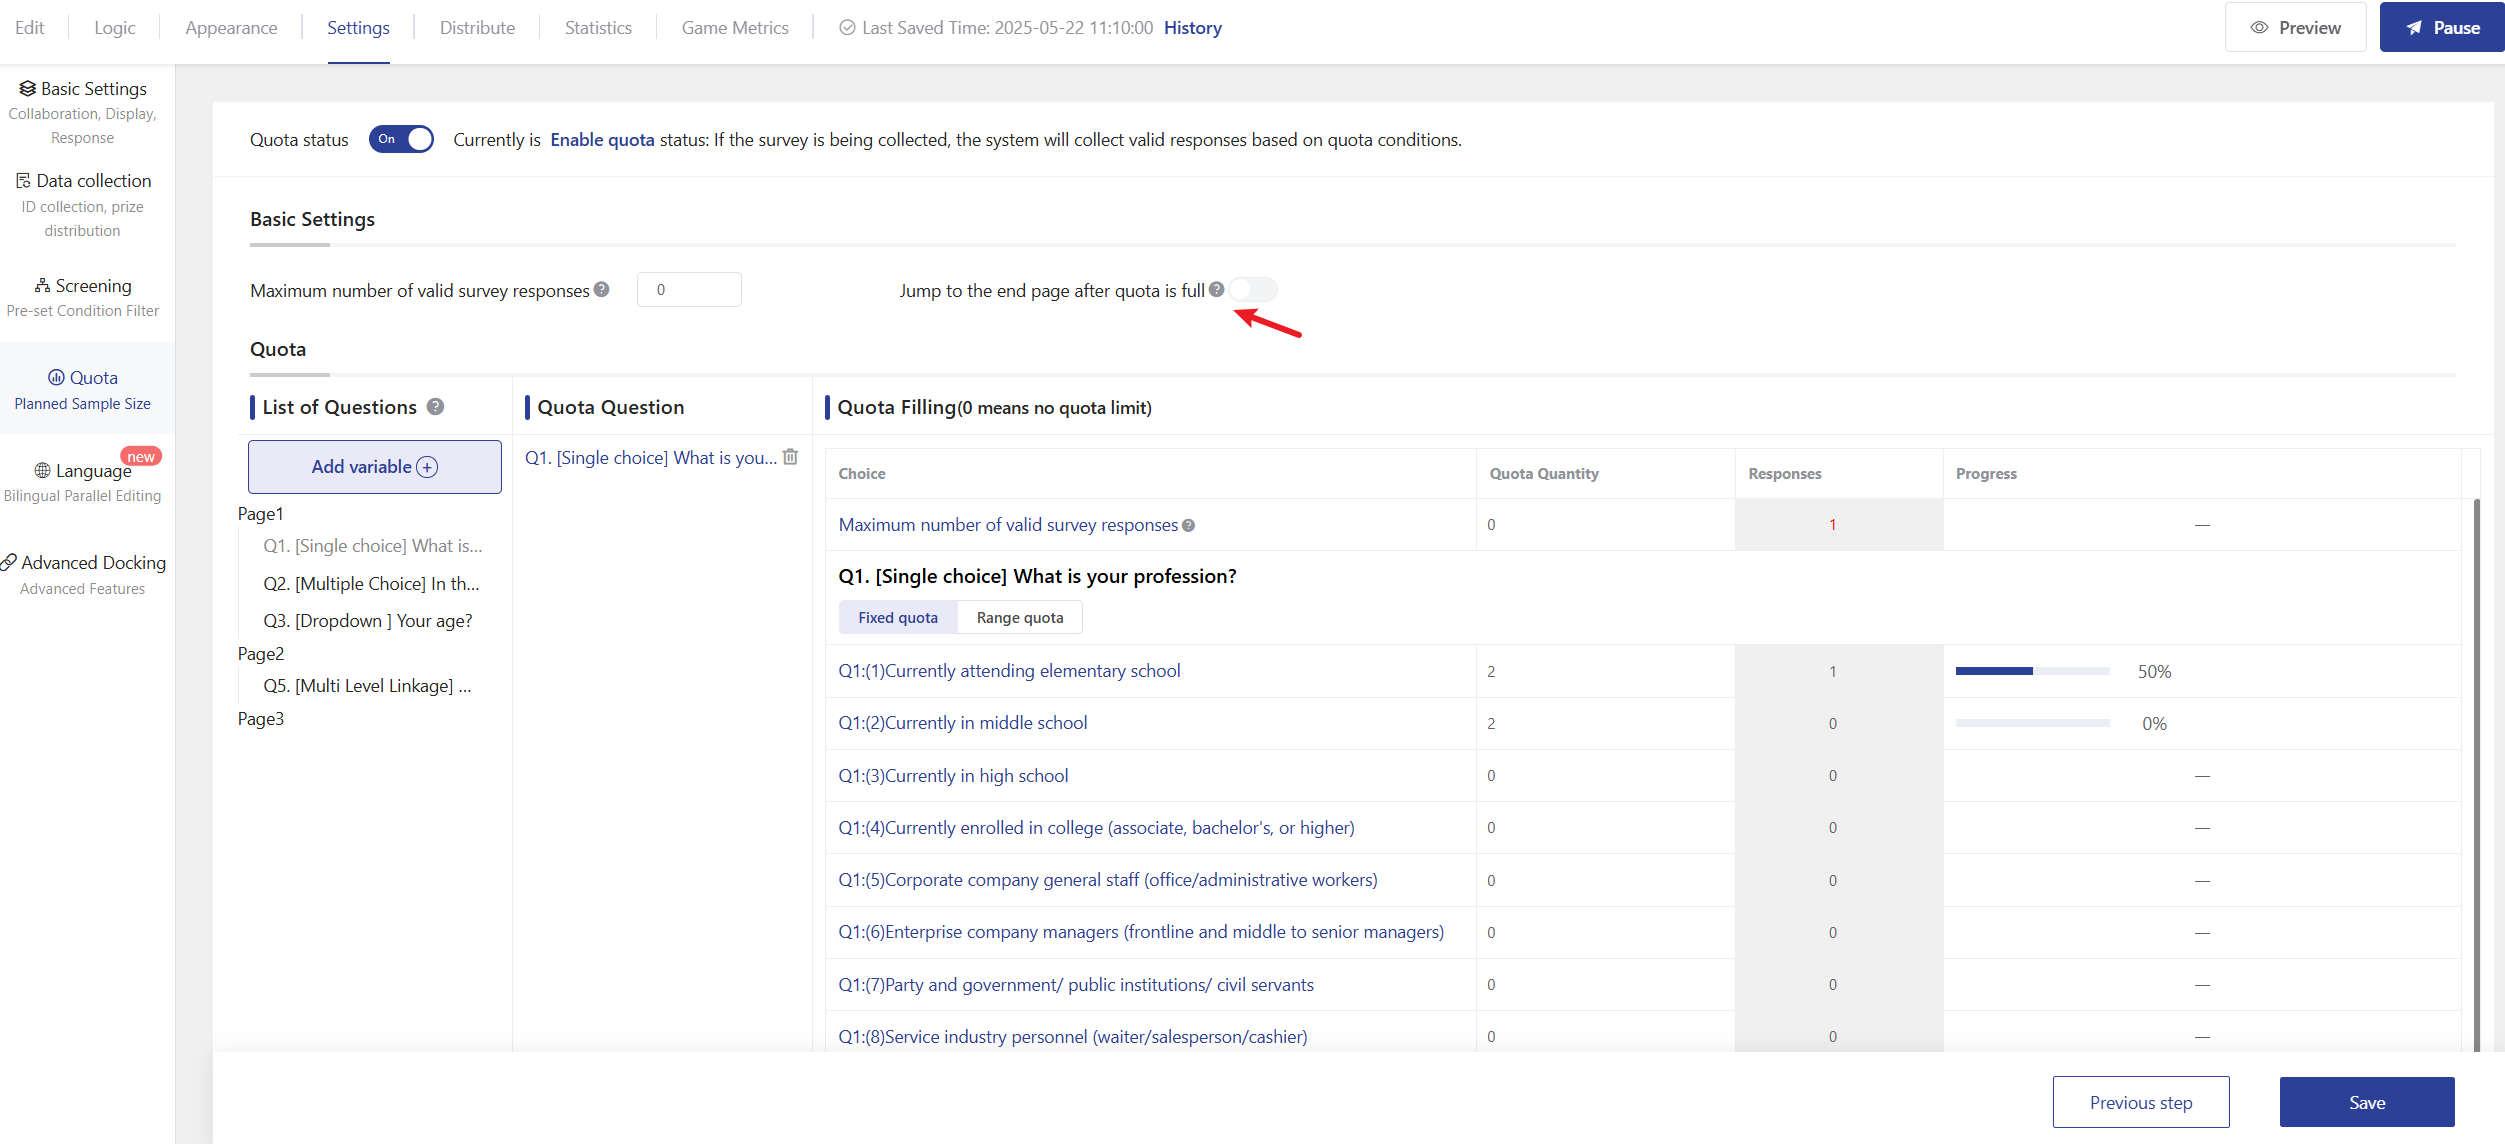 Edit
Logic
Appearance
Settings
Distribute
Statistics
Game Metrics
Last Saved Time: 2025-05-22 11:10:00 History
Preview
Pause
Basic Settings
Collaboration, Display,
Response
Data collection
ID collection, prize
distribution
Screening
Pre-set Condition Filter
Quota
Planned Sample Size
new
Language
Bilingual Parallel Editing
Advanced Docking
Advanced Features
Quota status On Currently is Enable quota status: If the survey is being collected, the system will collect valid responses based on quota conditions.
Basic Settings
Maximum number of valid survey responses ? 0
Jump to the end page after quota is full ?
Quota
List of Questions ?
Add variable +
Page1
Q1. [Single choice] What is...
Q2. [Multiple Choice] In th...
Q3. [Dropdown ] Your age?
Page2
Q5. [Multi Level Linkage] ...
Page3
Quota Question
Q1. [Single choice] What is you...
Quota Filling(0 means no quota limit)
Choice Quota Quantity Responses Progress
Maximum number of valid survey responses ? 0 1 —
Q1. [Single choice] What is your profession?
Fixed quota Range quota
Q1:(1)Currently attending elementary school 2 1 50%
Q1:(2)Currently in middle school 2 0 0%
Q1:(3)Currently in high school 0 0 —
Q1:(4)Currently enrolled in college (associate, bachelor's, or higher) 0 0 —
Q1:(5)Corporate company general staff (office/administrative workers) 0 0 —
Q1:(6)Enterprise company managers (frontline and middle to senior managers) 0 0 —
Q1:(7)Party and government/ public institutions/ civil servants 0 0 —
Q1:(8)Service industry personnel (waiter/salesperson/cashier) 0 0 —
Previous step
Save